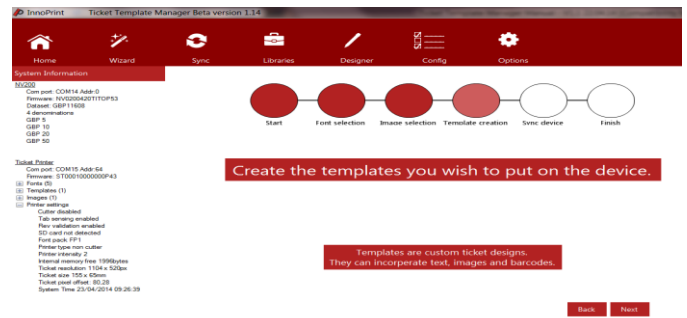 InnoPrint Ticket Template Manager Beta version 1.14
Home Wizard Sync Libraries Designer Config Options
System Information
NV200
Com port: COM14 Addr:0
Firmware: NV0200420TITOP53
Dataset: GBP11608
4 denominations
GBP 5
GBP 10
GBP 20
GBP 50
Start Font selection Image selection Template creation Sync device Finish
Ticket Printer
Com port: COM15 Addr:64
Firmware: ST00010000000P43
Fonts (5)
Templates (1)
Images (1)
Printer settings
Cutter disabled
Tab sensing enabled
Rev validation enabled
SD card not detected
Font pack FP1
Printer type non cutter
Printer intensity 2
Internal memory free 1996bytes
Ticket resolution 1104 x 520px
Ticket size 155 x 65mm
Ticket pixel offset: 80,28
System Time 23/04/2014 09:26:39
Create the templates you wish to put on the device.
Templates are custom ticket designs.
They can incorperate text, images and barcodes.
Back Next